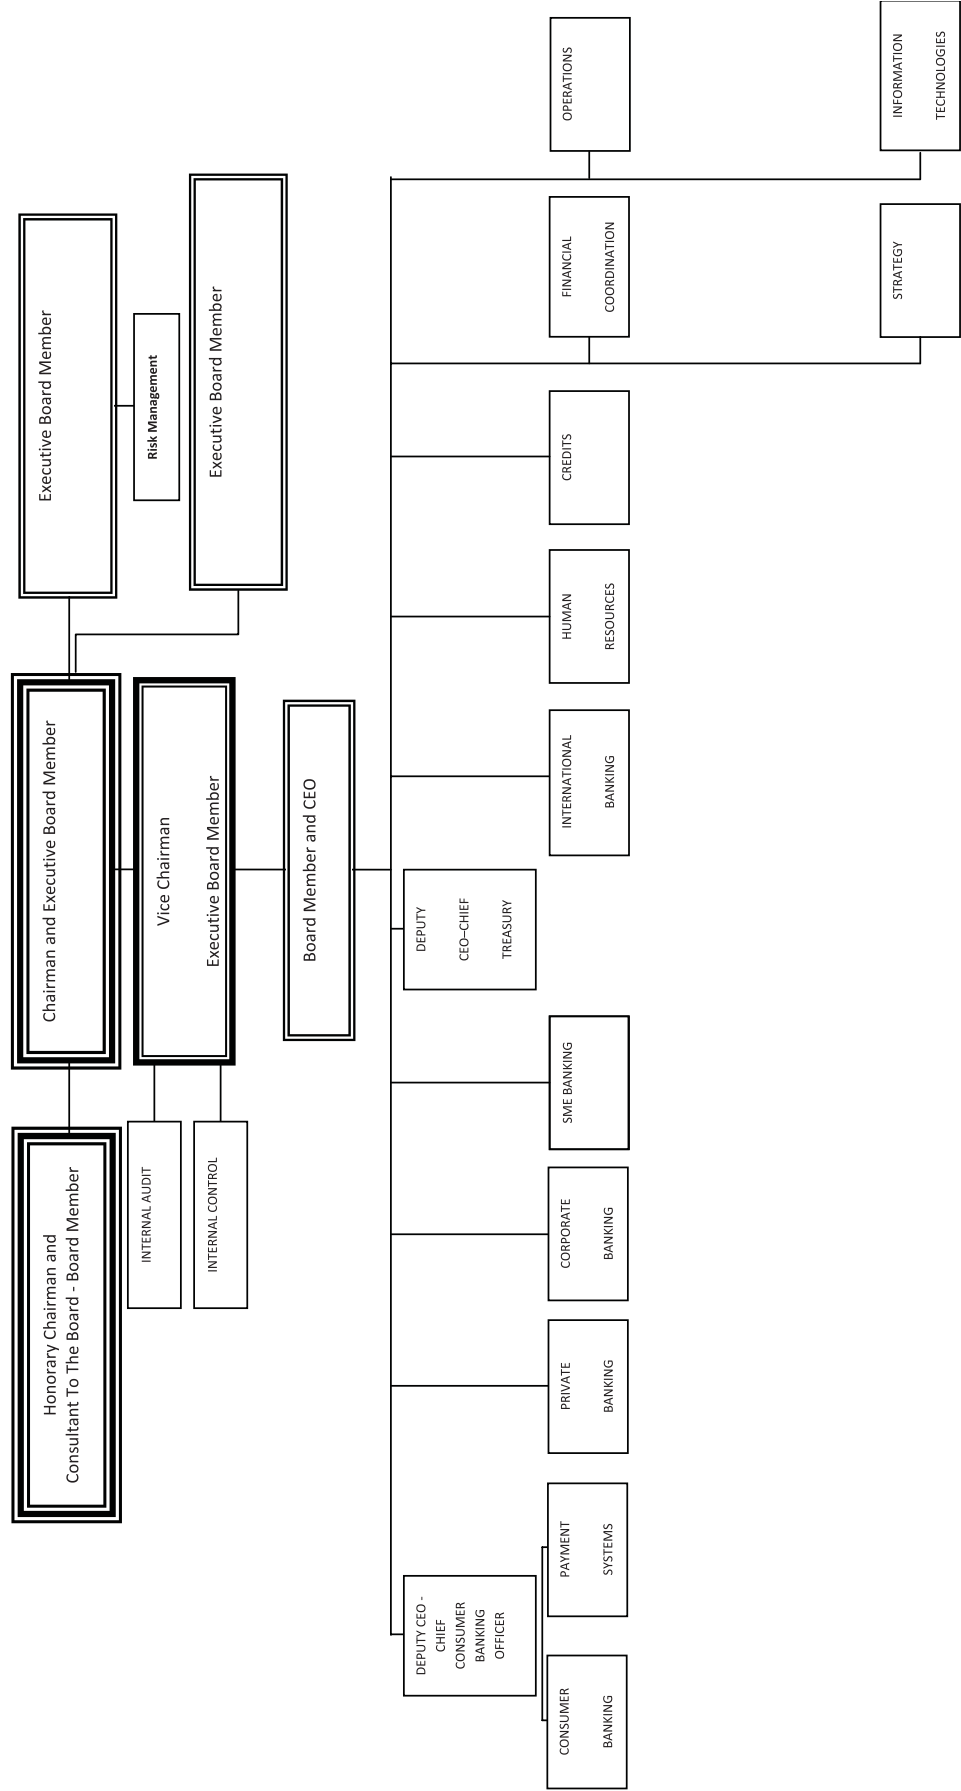 Honorary Chairman and
Consultant To The Board - Board Member
Chairman and Executive Board Member
Executive Board Member
Risk Management
Executive Board Member
INTERNAL AUDIT
INTERNAL CONTROL
Vice Chairman
Executive Board Member
Board Member and CEO
DEPUTY CEO -
CHIEF
CONSUMER
BANKING
OFFICER
DEPUTY
CEO–CHIEF
TREASURY
CONSUMER
BANKING
PAYMENT
SYSTEMS
PRIVATE
BANKING
CORPORATE
BANKING
SME BANKING
INTERNATIONAL
BANKING
HUMAN
RESOURCES
CREDITS
FINANCIAL
COORDINATION
OPERATIONS
STRATEGY
INFORMATION
TECHNOLOGIES